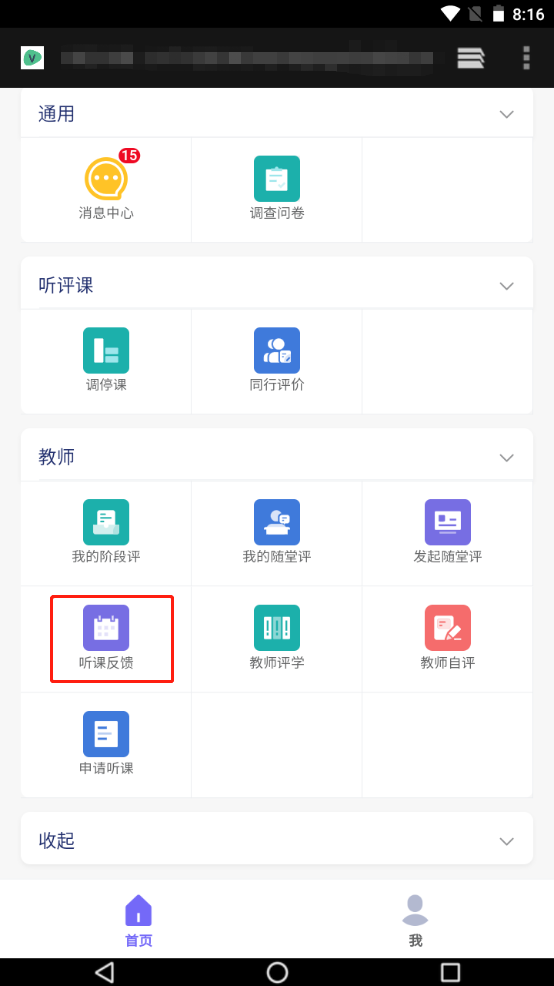 8:16
V
通用
15
消息中心
调查问卷
听评课
调停课
同行评价
教师
我的阶段评
我的随堂评
发起随堂评
听课反馈
教师评学
教师自评
申请听课
收起
首页
我